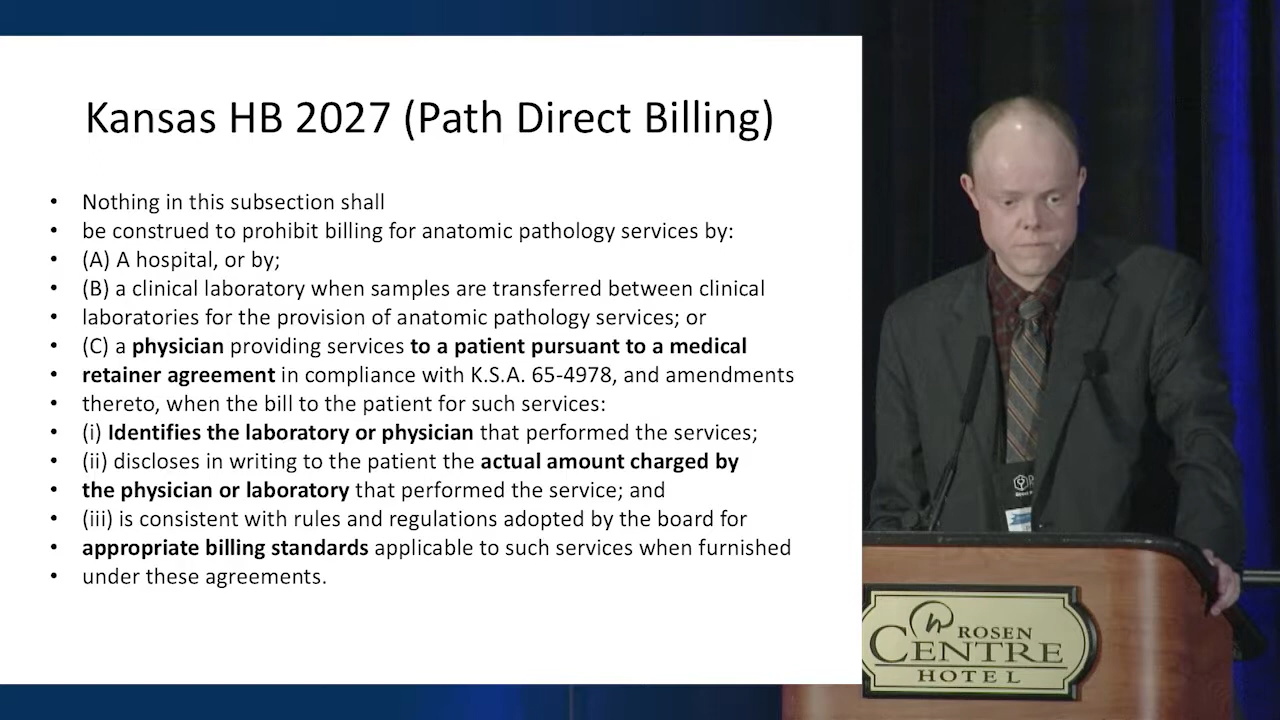 Kansas HB 2027 (Path Direct Billing)
• Nothing in this subsection shall
• be construed to prohibit billing for anatomic pathology services by:
• (A) A hospital, or by;
• (B) a clinical laboratory when samples are transferred between clinical
• laboratories for the provision of anatomic pathology services; or
• (C) a physician providing services to a patient pursuant to a medical
• retainer agreement in compliance with K.S.A. 65-4978, and amendments
• thereto, when the bill to the patient for such services:
• (i) Identifies the laboratory or physician that performed the services;
• (ii) discloses in writing to the patient the actual amount charged by
• the physician or laboratory that performed the service; and
• (iii) is consistent with rules and regulations adopted by the board for
• appropriate billing standards applicable to such services when furnished
• under these agreements.
ROSEN
CENTRE
HOTEL